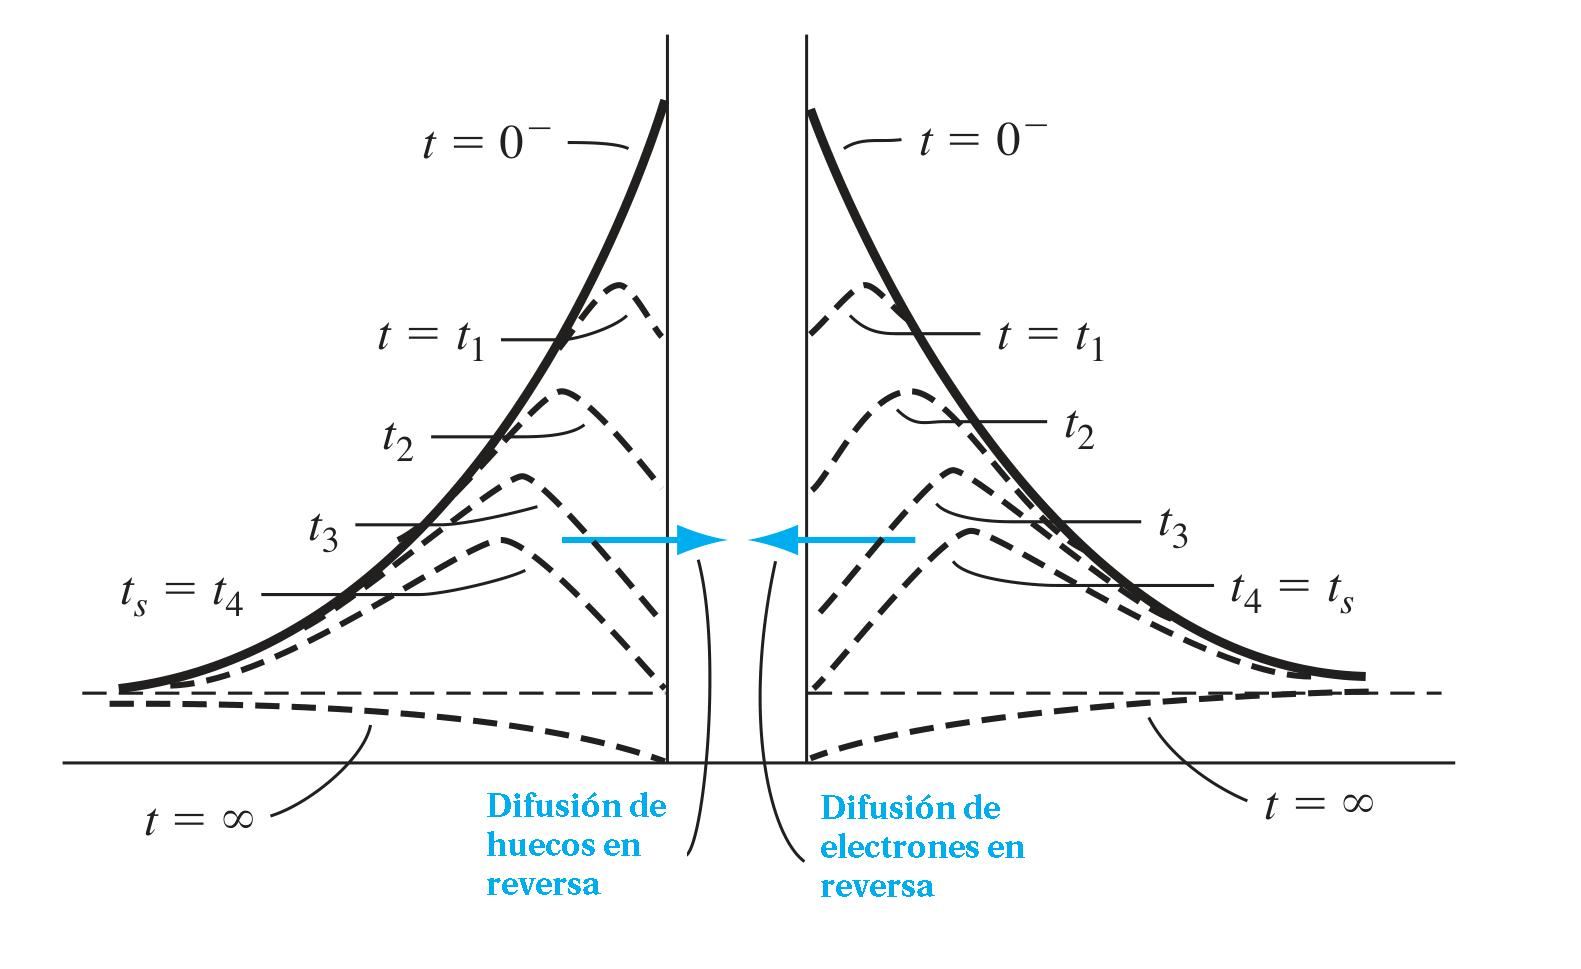 t = 0⁻
t = 0⁻
t = t₁
t = t₁
t₂
t₂
t₃
t₃
tₛ = t₄
t₄ = tₛ
t = ∞
t = ∞
Difusión de
huecos en
reversa
Difusión de
electrones en
reversa